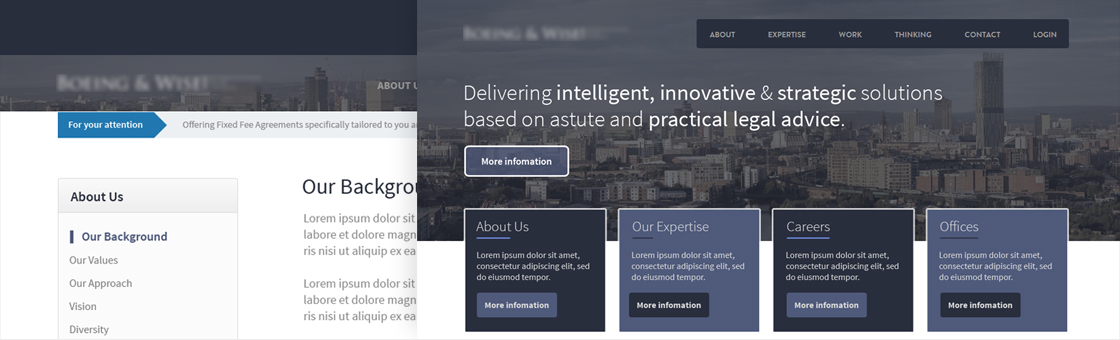 ABOUT U
For your attention
Offering Fixed Fee Agreements specifically tailored to you a
About Us
Our Background
Our Values
Our Approach
Vision
Diversity
Our Backgrou
Lorem ipsum dolor sit
labore et dolore magn
ris nisi ut aliquip ex ea
Lorem ipsum dolor sit
labore et dolore magn
ris nisi ut aliquip ex ea
ABOUT EXPERTISE WORK THINKING CONTACT LOGIN
Delivering intelligent, innovative & strategic solutions
based on astute and practical legal advice.
More infomation
About Us
Lorem ipsum dolor sit amet,
consectetur adipiscing elit, sed
do eiusmod tempor.
More infomation
Our Expertise
Lorem ipsum dolor sit amet,
consectetur adipiscing elit, sed
do eiusmod tempor.
More infomation
Careers
Lorem ipsum dolor sit amet,
consectetur adipiscing elit, sed
do eiusmod tempor.
More infomation
Offices
Lorem ipsum dolor sit amet,
consectetur adipiscing elit, sed
do eiusmod tempor.
More infomation